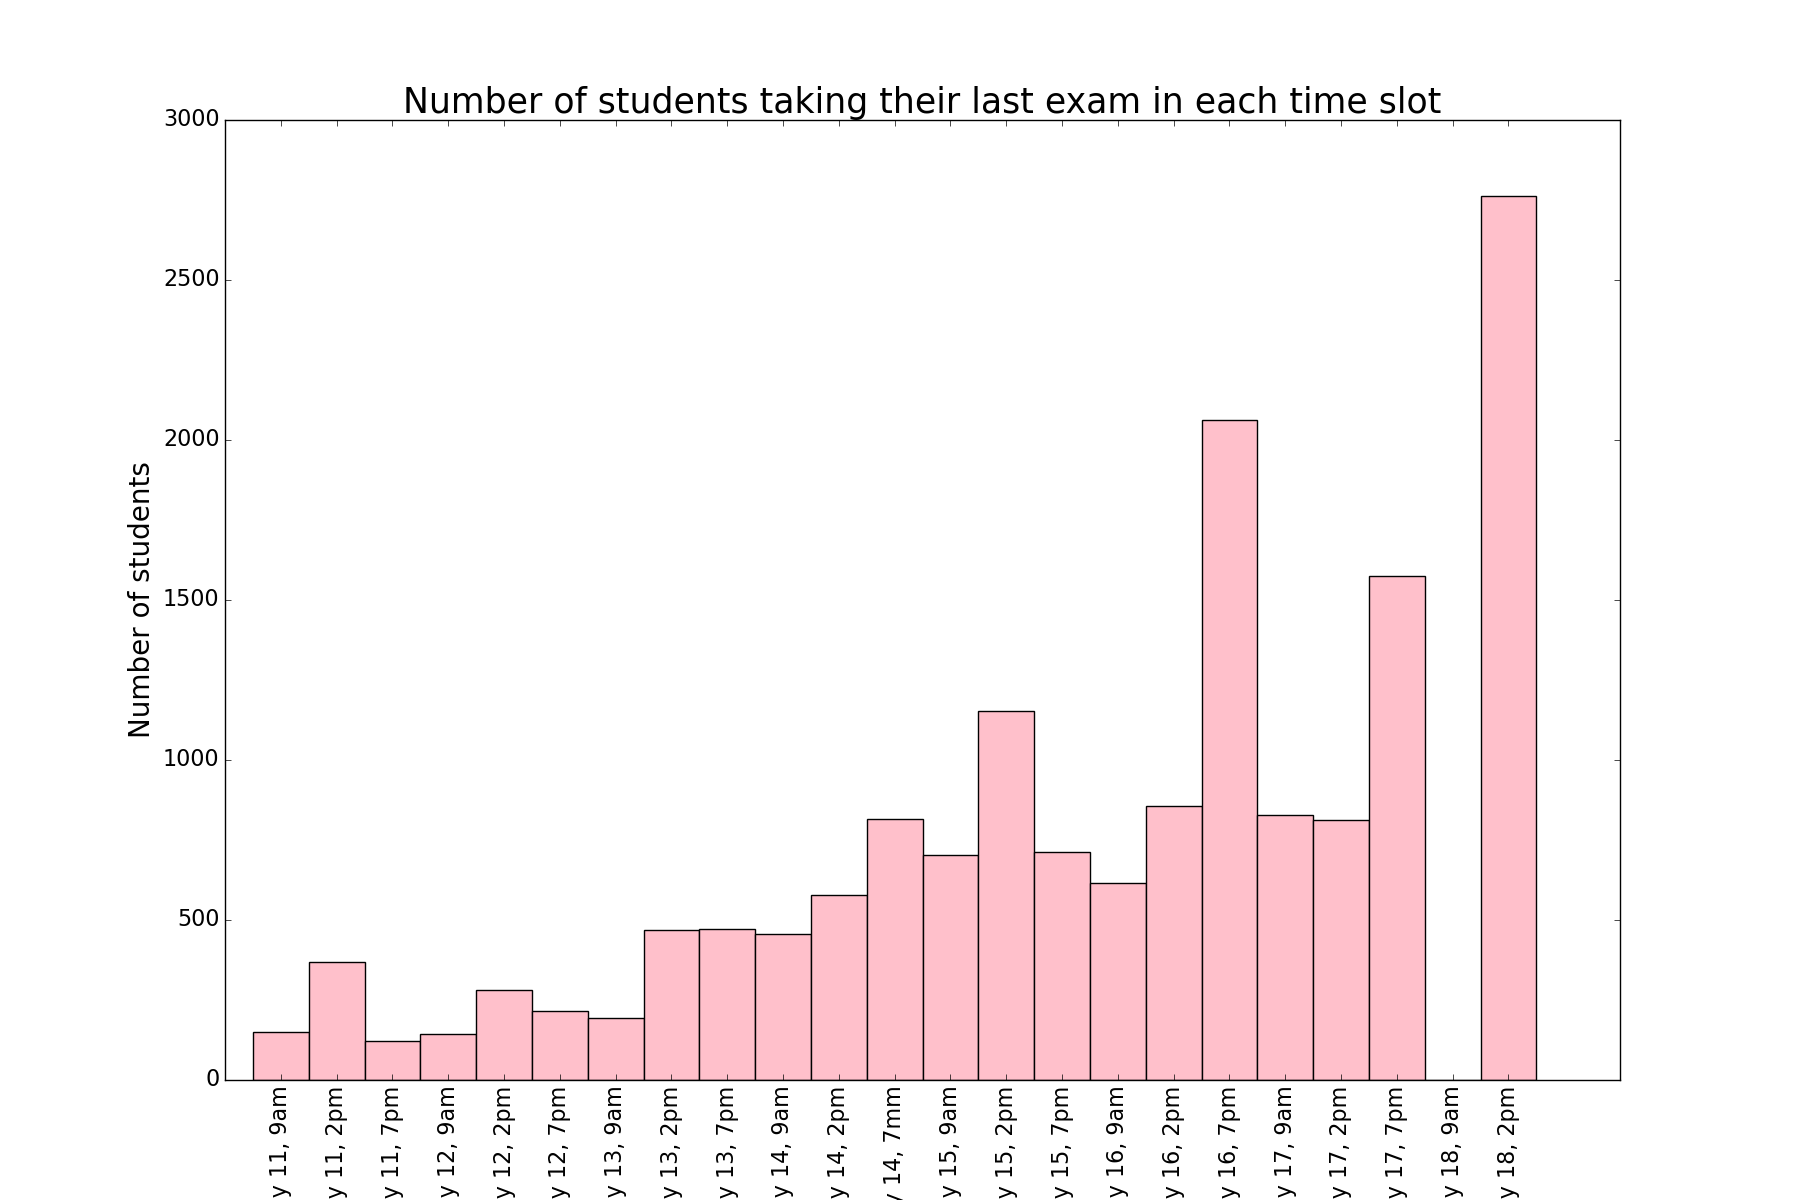 Number of students taking their last exam in each time slot
Number of students
3000
2500
2000
1500
1000
500
0
y 11, 9am
y 11, 2pm
y 11, 7pm
y 12, 9am
y 12, 2pm
y 12, 7pm
y 13, 9am
y 13, 2pm
y 13, 7pm
y 14, 9am
y 14, 2pm
y 14, 7mm
y 15, 9am
y 15, 2pm
y 15, 7pm
y 16, 9am
y 16, 2pm
y 16, 7pm
y 17, 9am
y 17, 2pm
y 17, 7pm
y 18, 9am
y 18, 2pm